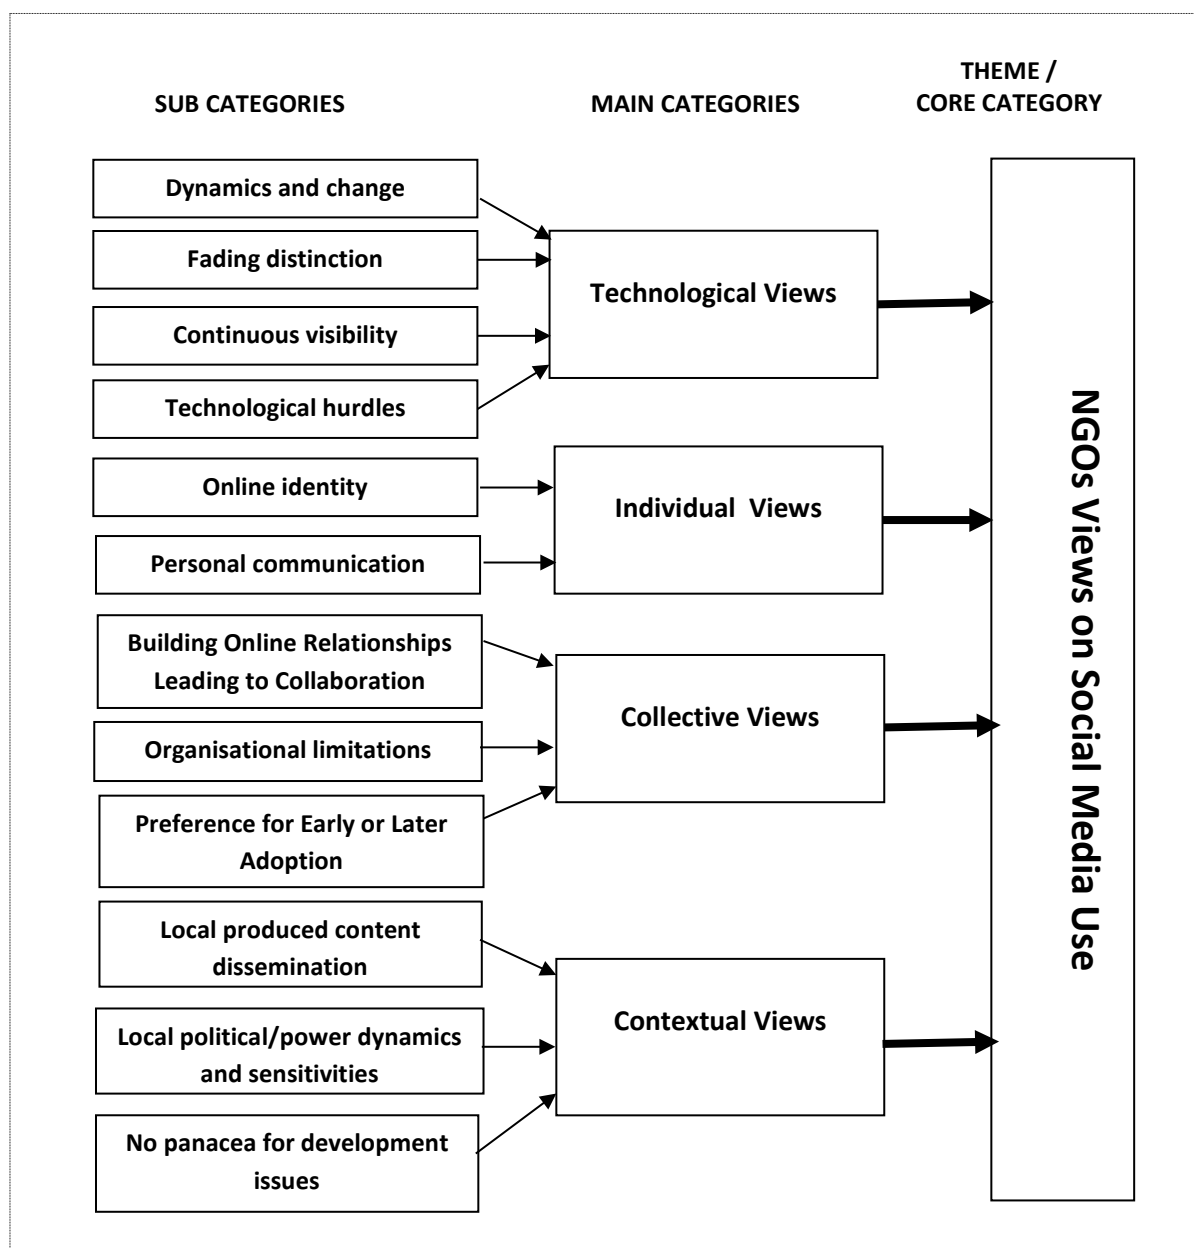 THEME /
SUB CATEGORIES
MAIN CATEGORIES
CORE CATEGORY
Dynamics and change
Fading distinction
Continuous visibility
Technological hurdles
Technological Views
Online identity
Personal communication
Individual  Views
Building Online Relationships
Leading to Collaboration
Organisational limitations
Preference for Early or Later
Adoption
Collective Views
Local produced content
dissemination
Local political/power dynamics
and sensitivities
No panacea for development
issues
Contextual Views
NGOs Views on Social Media Use